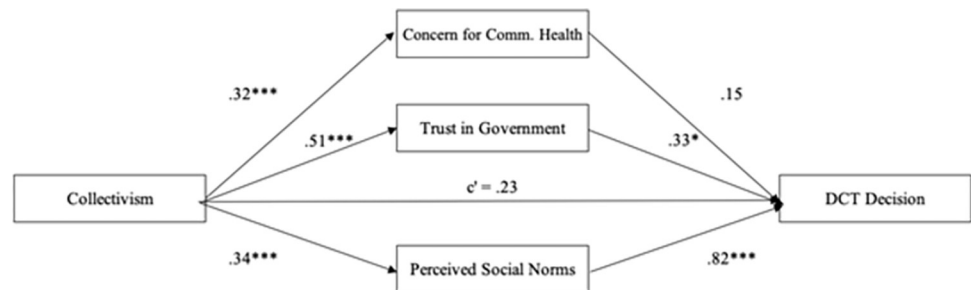 Concern for Comm. Health
.32***
.15
Trust in Government
.51***
.33*
c' = .23
Collectivism
DCT Decision
.34***
.82***
Perceived Social Norms